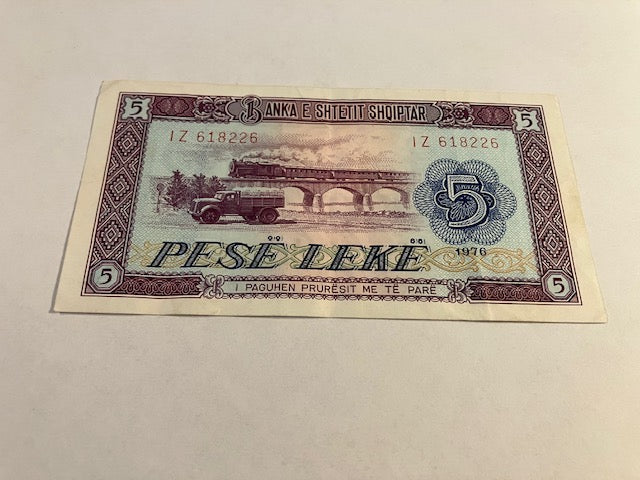 5 BANKA E SHTETIT SHQIPTAR 5
IZ 618226 IZ 618226
5
PESË LEKË 1976
5 I PAGUHEN PRURËSIT ME TË PARË 5